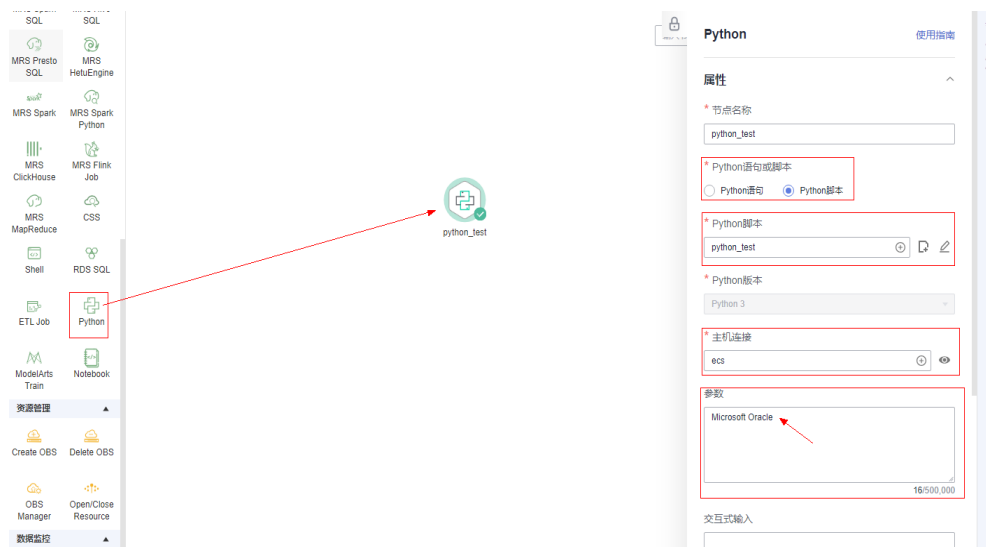 SQL
SQL
MRS Presto
SQL
MRS
HetuEngine
MRS Spark
MRS Spark
Python
MRS
ClickHouse
MRS Flink
Job
MRS
MapReduce
CSS
Shell
RDS SQL
ETL Job
Python
ModelArts
Train
Notebook
资源管理
Create OBS
Delete OBS
OBS
Manager
Open/Close
Resource
数据监控
python_test
Python
使用指南
属性
* 节点名称
python_test
* Python语句或脚本
Python语句
Python脚本
* Python脚本
python_test
* Python版本
Python 3
* 主机连接
ecs
参数
Microsoft Oracle
16/500,000
交互式输入